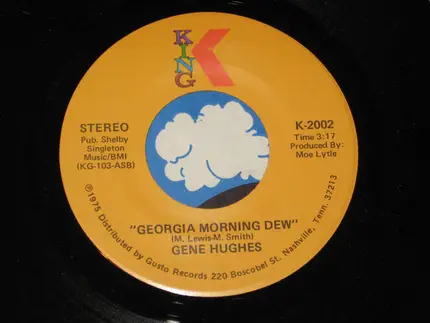 KING
K
STEREO
Pub. Shelby
Singleton
Music/BMI
(KG-103-ASB)
K-2002
Time 3:17
Produced By:
Moe Lytle
"GEORGIA MORNING DEW"
(M. Lewis-M. Smith)
GENE HUGHES
℗1975 Distributed by Gusto Records 220 Boscobel St. Nashville, Tenn. 37213